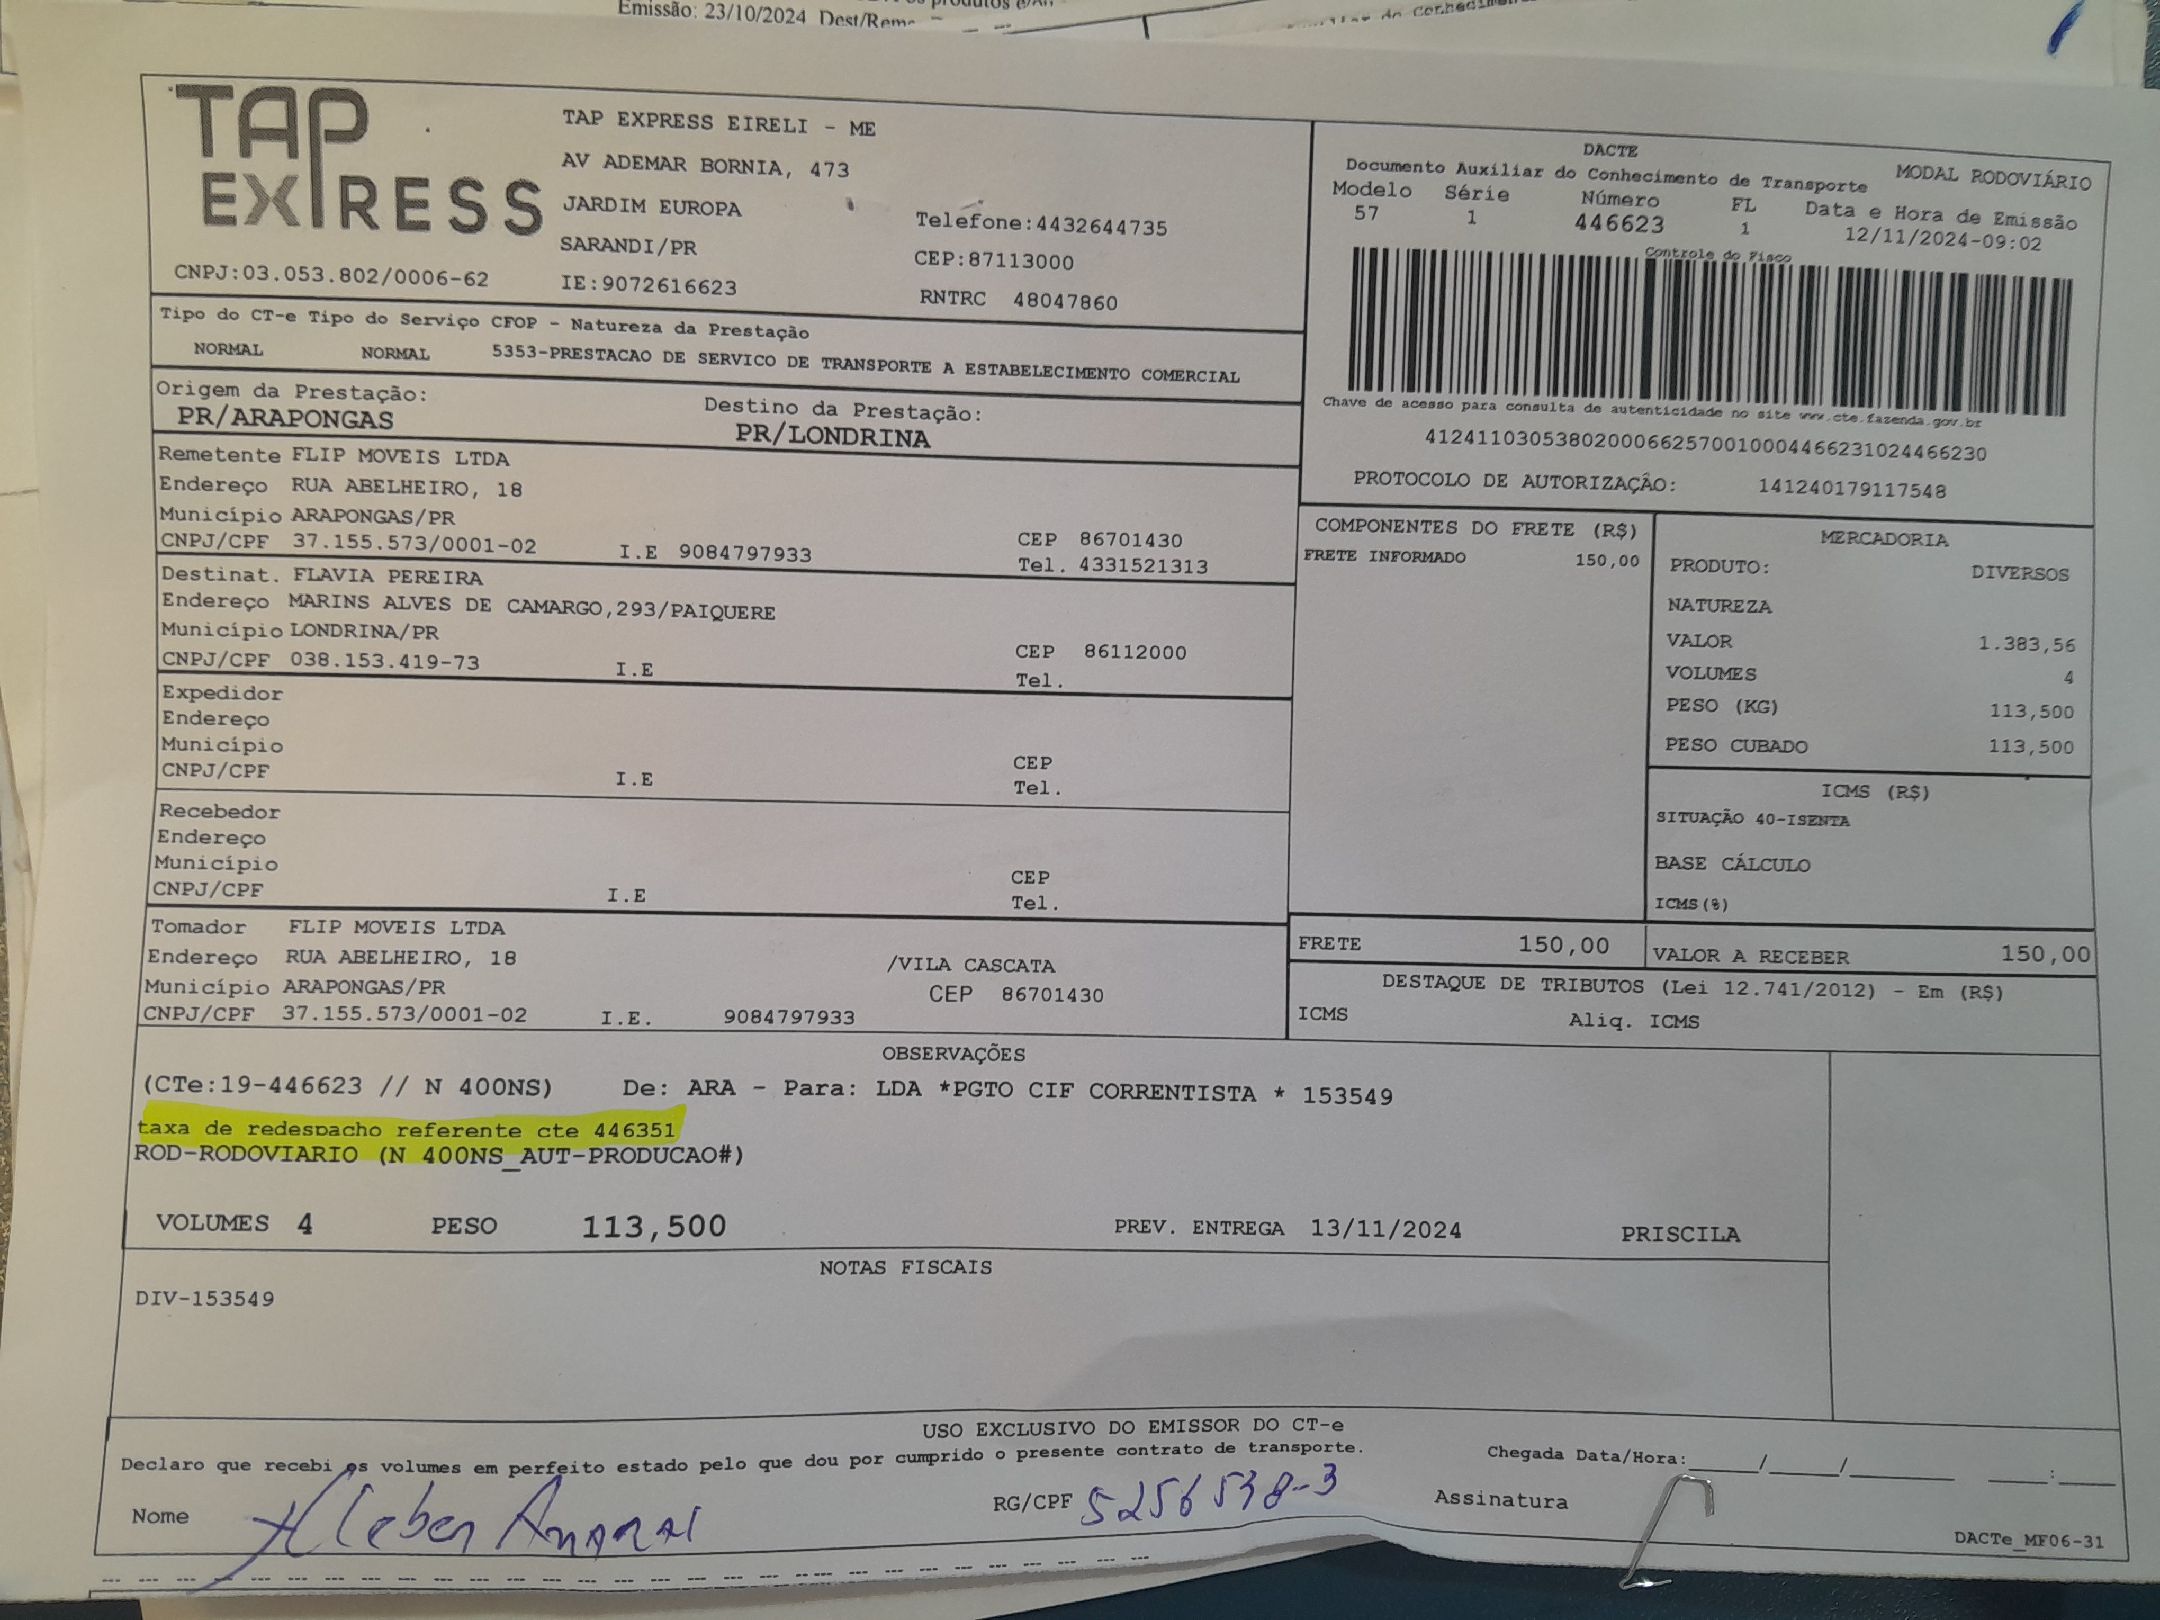 Emissão: 23/10/2024 Dest/Reme
TAP
EXPRESS
CNPJ:03.053.802/0006-62
TAP EXPRESS EIRELI - ME
AV ADEMAR BORNIA, 473
JARDIM EUROPA
SARANDI/PR
IE:9072616623
Telefone:4432644735
CEP:87113000
RNTRC 48047860
DACTE
Documento Auxiliar do Conhecimento de Transporte
MODAL RODOVIÁRIO
Modelo Série Número FL Data e Hora de Emissão
57 1 446623 1 12/11/2024-09:02
Controle do Fisco
Chave de acesso para consulta de autenticidade no site www.cte.fazenda.gov.br
41241103053802000662570010004466231024466230
PROTOCOLO DE AUTORIZAÇÃO: 141240179117548
Tipo do CT-e Tipo do Serviço CFOP - Natureza da Prestação
NORMAL NORMAL 5353-PRESTACAO DE SERVICO DE TRANSPORTE A ESTABELECIMENTO COMERCIAL
Origem da Prestação: Destino da Prestação:
PR/ARAPONGAS PR/LONDRINA
Remetente FLIP MOVEIS LTDA
Endereço RUA ABELHEIRO, 18
Município ARAPONGAS/PR CEP 86701430
CNPJ/CPF 37.155.573/0001-02 I.E 9084797933 Tel. 4331521313
Destinat. FLAVIA PEREIRA
Endereço MARINS ALVES DE CAMARGO,293/PAIQUERE
Município LONDRINA/PR CEP 86112000
CNPJ/CPF 038.153.419-73 I.E Tel.
Expedidor
Endereço
Município CEP
CNPJ/CPF I.E Tel.
Recebedor
Endereço
Município CEP
CNPJ/CPF I.E Tel.
Tomador FLIP MOVEIS LTDA
Endereço RUA ABELHEIRO, 18 /VILA CASCATA
Município ARAPONGAS/PR CEP 86701430
CNPJ/CPF 37.155.573/0001-02 I.E. 9084797933
COMPONENTES DO FRETE (R$)
FRETE INFORMADO 150,00
MERCADORIA
PRODUTO: DIVERSOS
NATUREZA
VALOR 1.383,56
VOLUMES 4
PESO (KG) 113,500
PESO CUBADO 113,500
ICMS (R$)
SITUAÇÃO 40-ISENTA
BASE CÁLCULO
ICMS(%)
FRETE 150,00 VALOR A RECEBER 150,00
DESTAQUE DE TRIBUTOS (Lei 12.741/2012) - Em (R$)
ICMS Aliq. ICMS
OBSERVAÇÕES
(CTe:19-446623 // N 400NS) De: ARA - Para: LDA *PGTO CIF CORRENTISTA * 153549
taxa de redespacho referente cte 446351
ROD-RODOVIARIO (N 400NS_AUT-PRODUCAO#)
VOLUMES 4 PESO 113,500 PREV. ENTREGA 13/11/2024 PRISCILA
NOTAS FISCAIS
DIV-153549
USO EXCLUSIVO DO EMISSOR DO CT-e
Declaro que recebi os volumes em perfeito estado pelo que dou por cumprido o presente contrato de transporte. Chegada Data/Hora:____/____/______ ___:___
Nome Kleber Amaral RG/CPF 5256538-3 Assinatura
DACTe_MF06-31